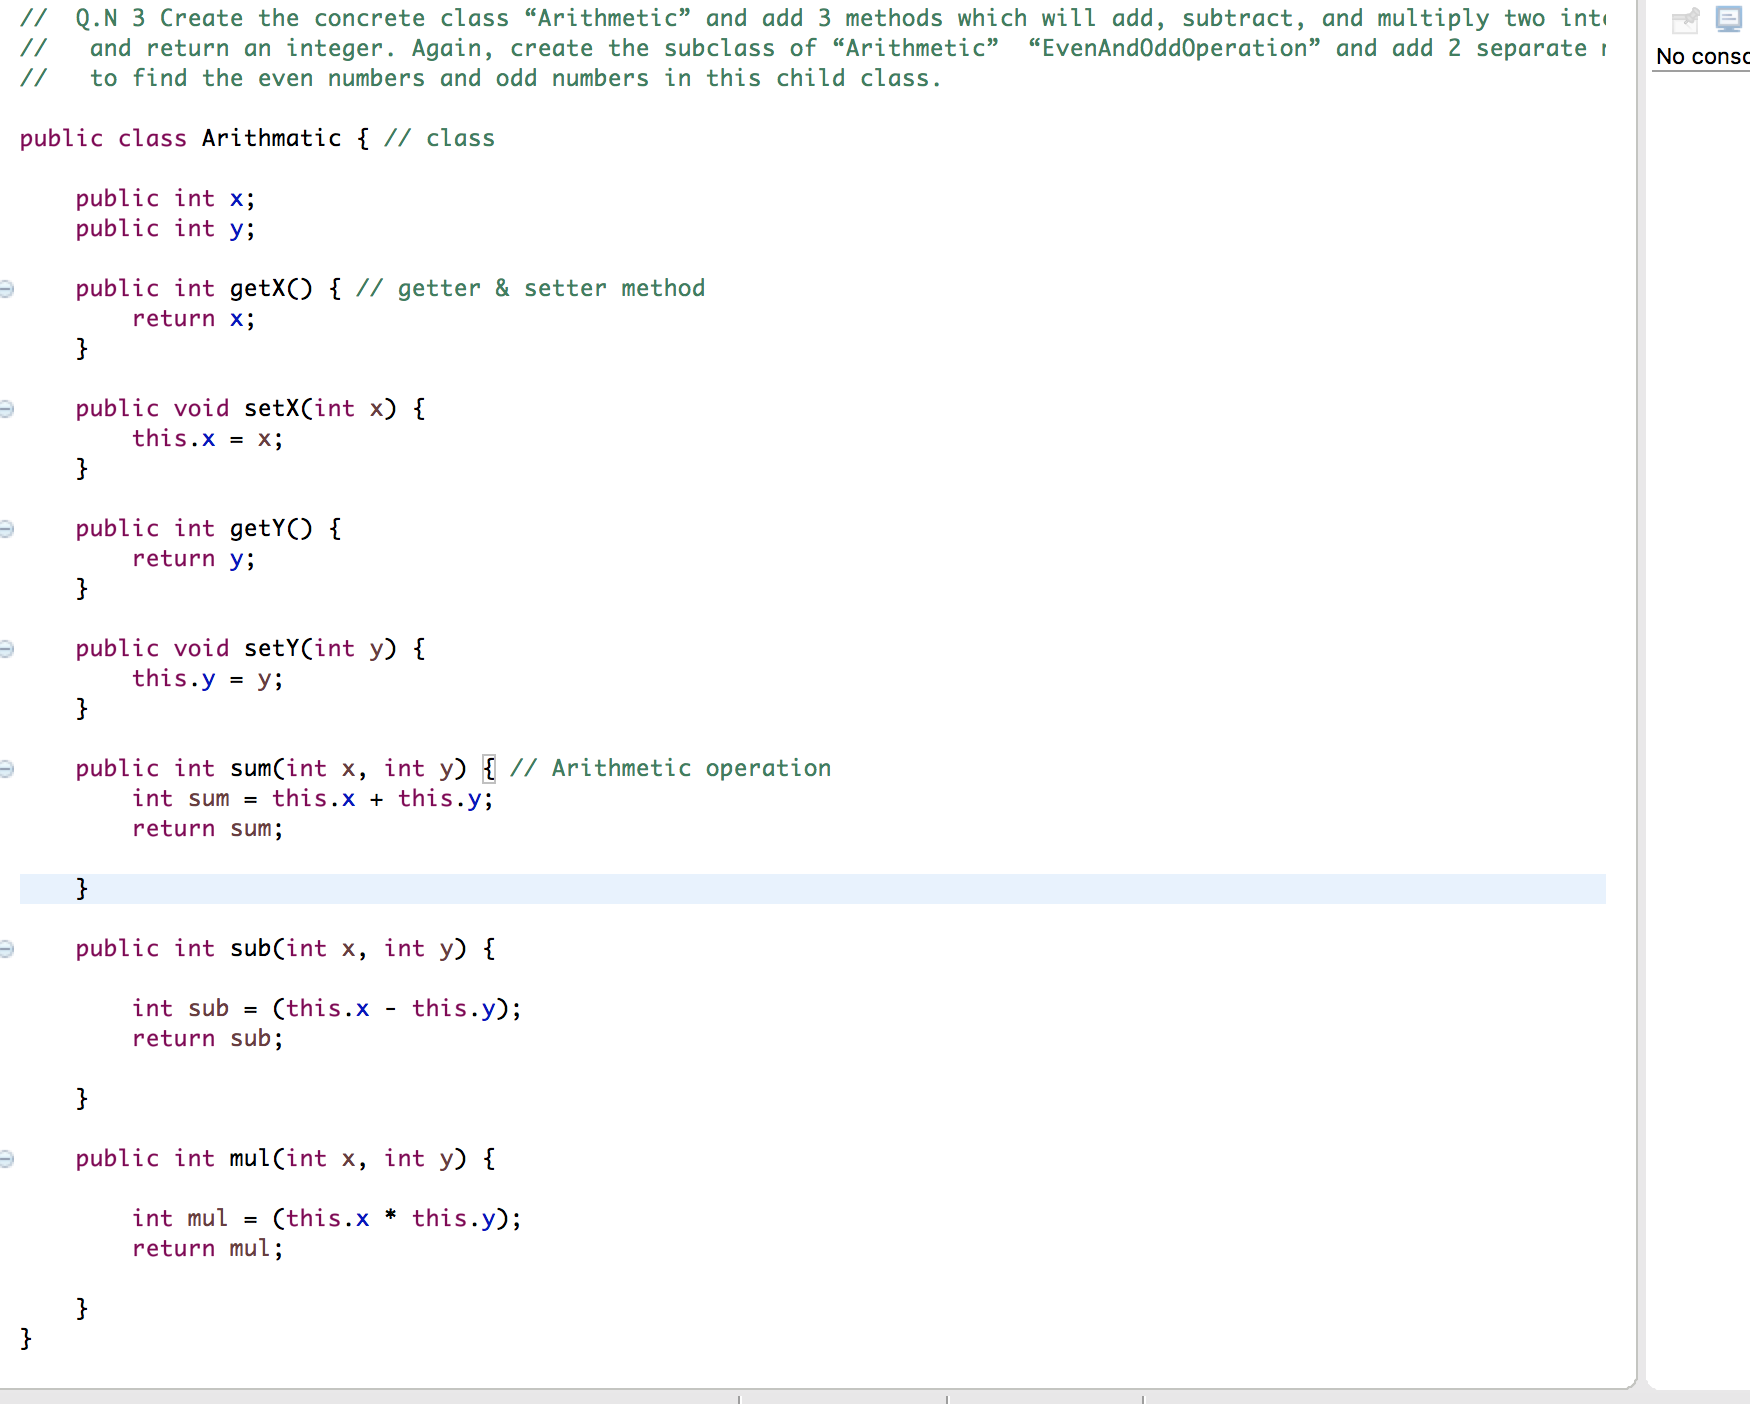 // Q.N 3 Create the concrete class “Arithmetic” and add 3 methods which will add, subtract, and multiply two
// and return an integer. Again, create the subclass of “Arithmetic” “EvenAndOddOperation” and add 2 separate
// to find the even numbers and odd numbers in this child class.
public class Arithmatic { // class
public int x;
public int y;
public int getX() { // getter & setter method
return x;
}
public void setX(int x) {
this.x = x;
}
public int getY() {
return y;
}
public void setY(int y) {
this.y = y;
}
public int sum(int x, int y) { // Arithmetic operation
int sum = this.x + this.y;
return sum;
}
public int sub(int x, int y) {
int sub = (this.x - this.y);
return sub;
}
public int mul(int x, int y) {
int mul = (this.x * this.y);
return mul;
}
}
No